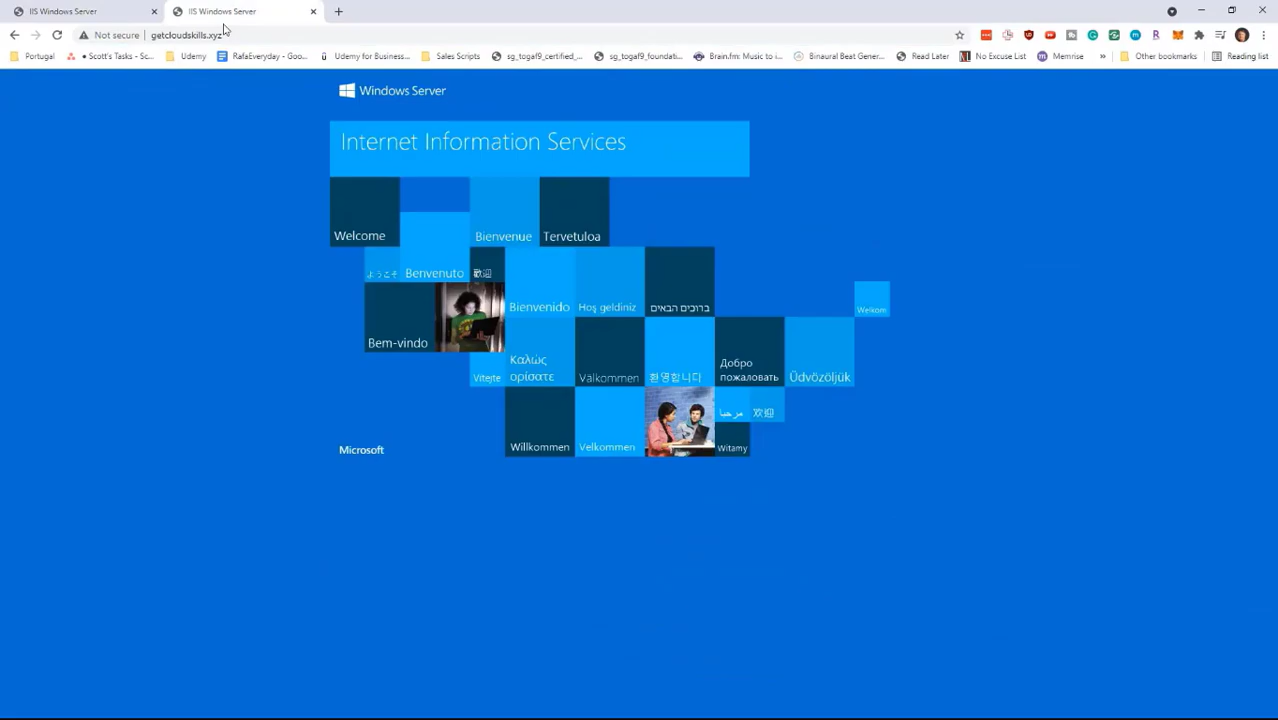 IIS Windows Server
IIS Windows Server
Not secure
getcloudskills.xyz
Portugal
• Scott's Tasks - Sc...
Udemy
RafaEveryday - Goo...
Udemy for Business...
Sales Scripts
sg_togaf9_certified_...
sg_togaf9_foundati...
Brain.fm: Music to i...
Binaural Beat Gener...
Read Later
No Excuse List
Memrise
Other bookmarks
Reading list
Windows Server
Internet Information Services
Welcome
Bienvenue
Tervetuloa
ようこそ
Benvenuto
歡迎
Bienvenido
Hoş geldiniz
ברוכים הבאים
Welkom
Bem-vindo
Vítejte
Καλώς
ορίσατε
Välkommen
환영합니다
Добро
пожаловать
Üdvözöljük
Willkommen
Velkommen
مرحبا
欢迎
Witamy
Microsoft